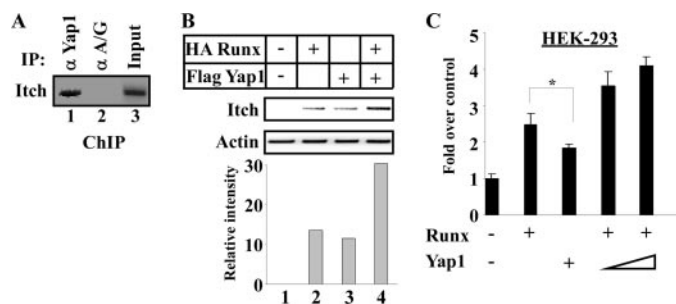 A
IP:
α Yap1
α A/G
Input
Itch
1 2 3
ChIP
B
HA Runx - + +
Flag Yap1 - + +
Itch
Actin
Relative intensity
30
20
10
0
1 2 3 4
C
HEK-293
Fold over control
5
4
3
2
1
0
*
Runx - + + +
Yap1 - +